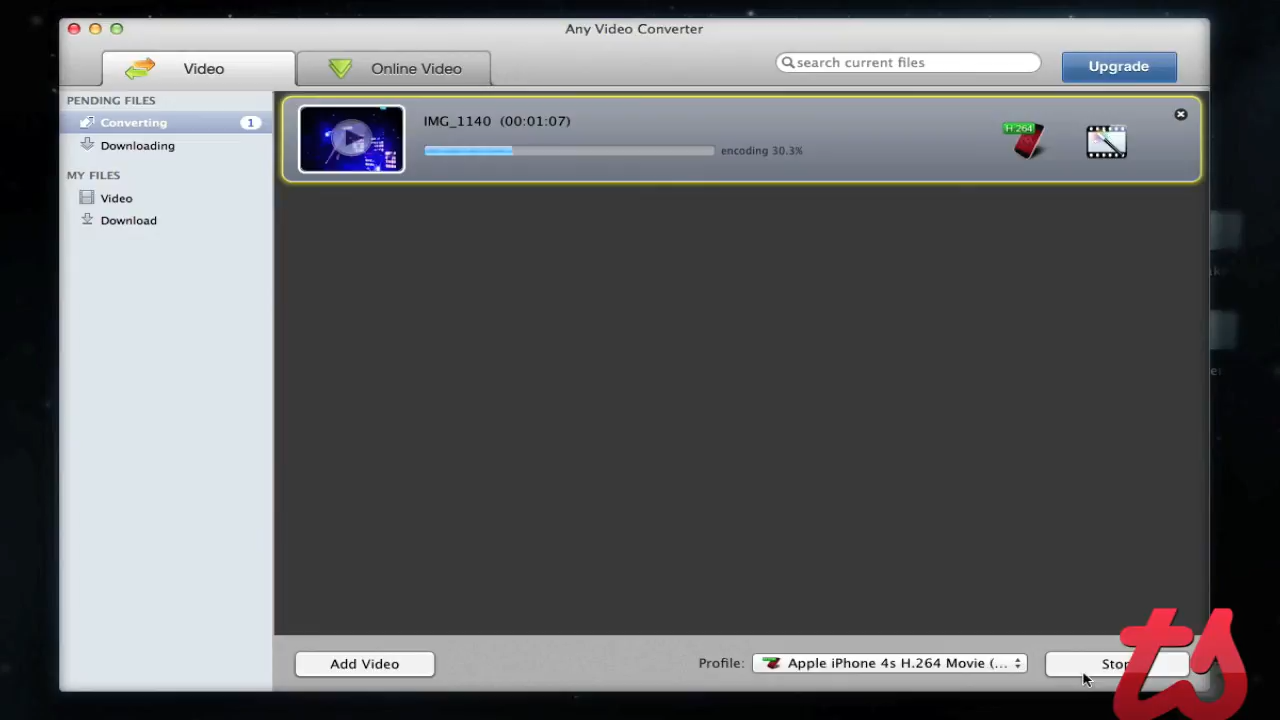 Any Video Converter
Video
Online Video
search current files
Upgrade
PENDING FILES
Converting 1
Downloading
MY FILES
Video
Download
IMG_1140 (00:01:07)
encoding 30.3%
H.264
Add Video
Profile: Apple iPhone 4s H.264 Movie (...
Stop
ts